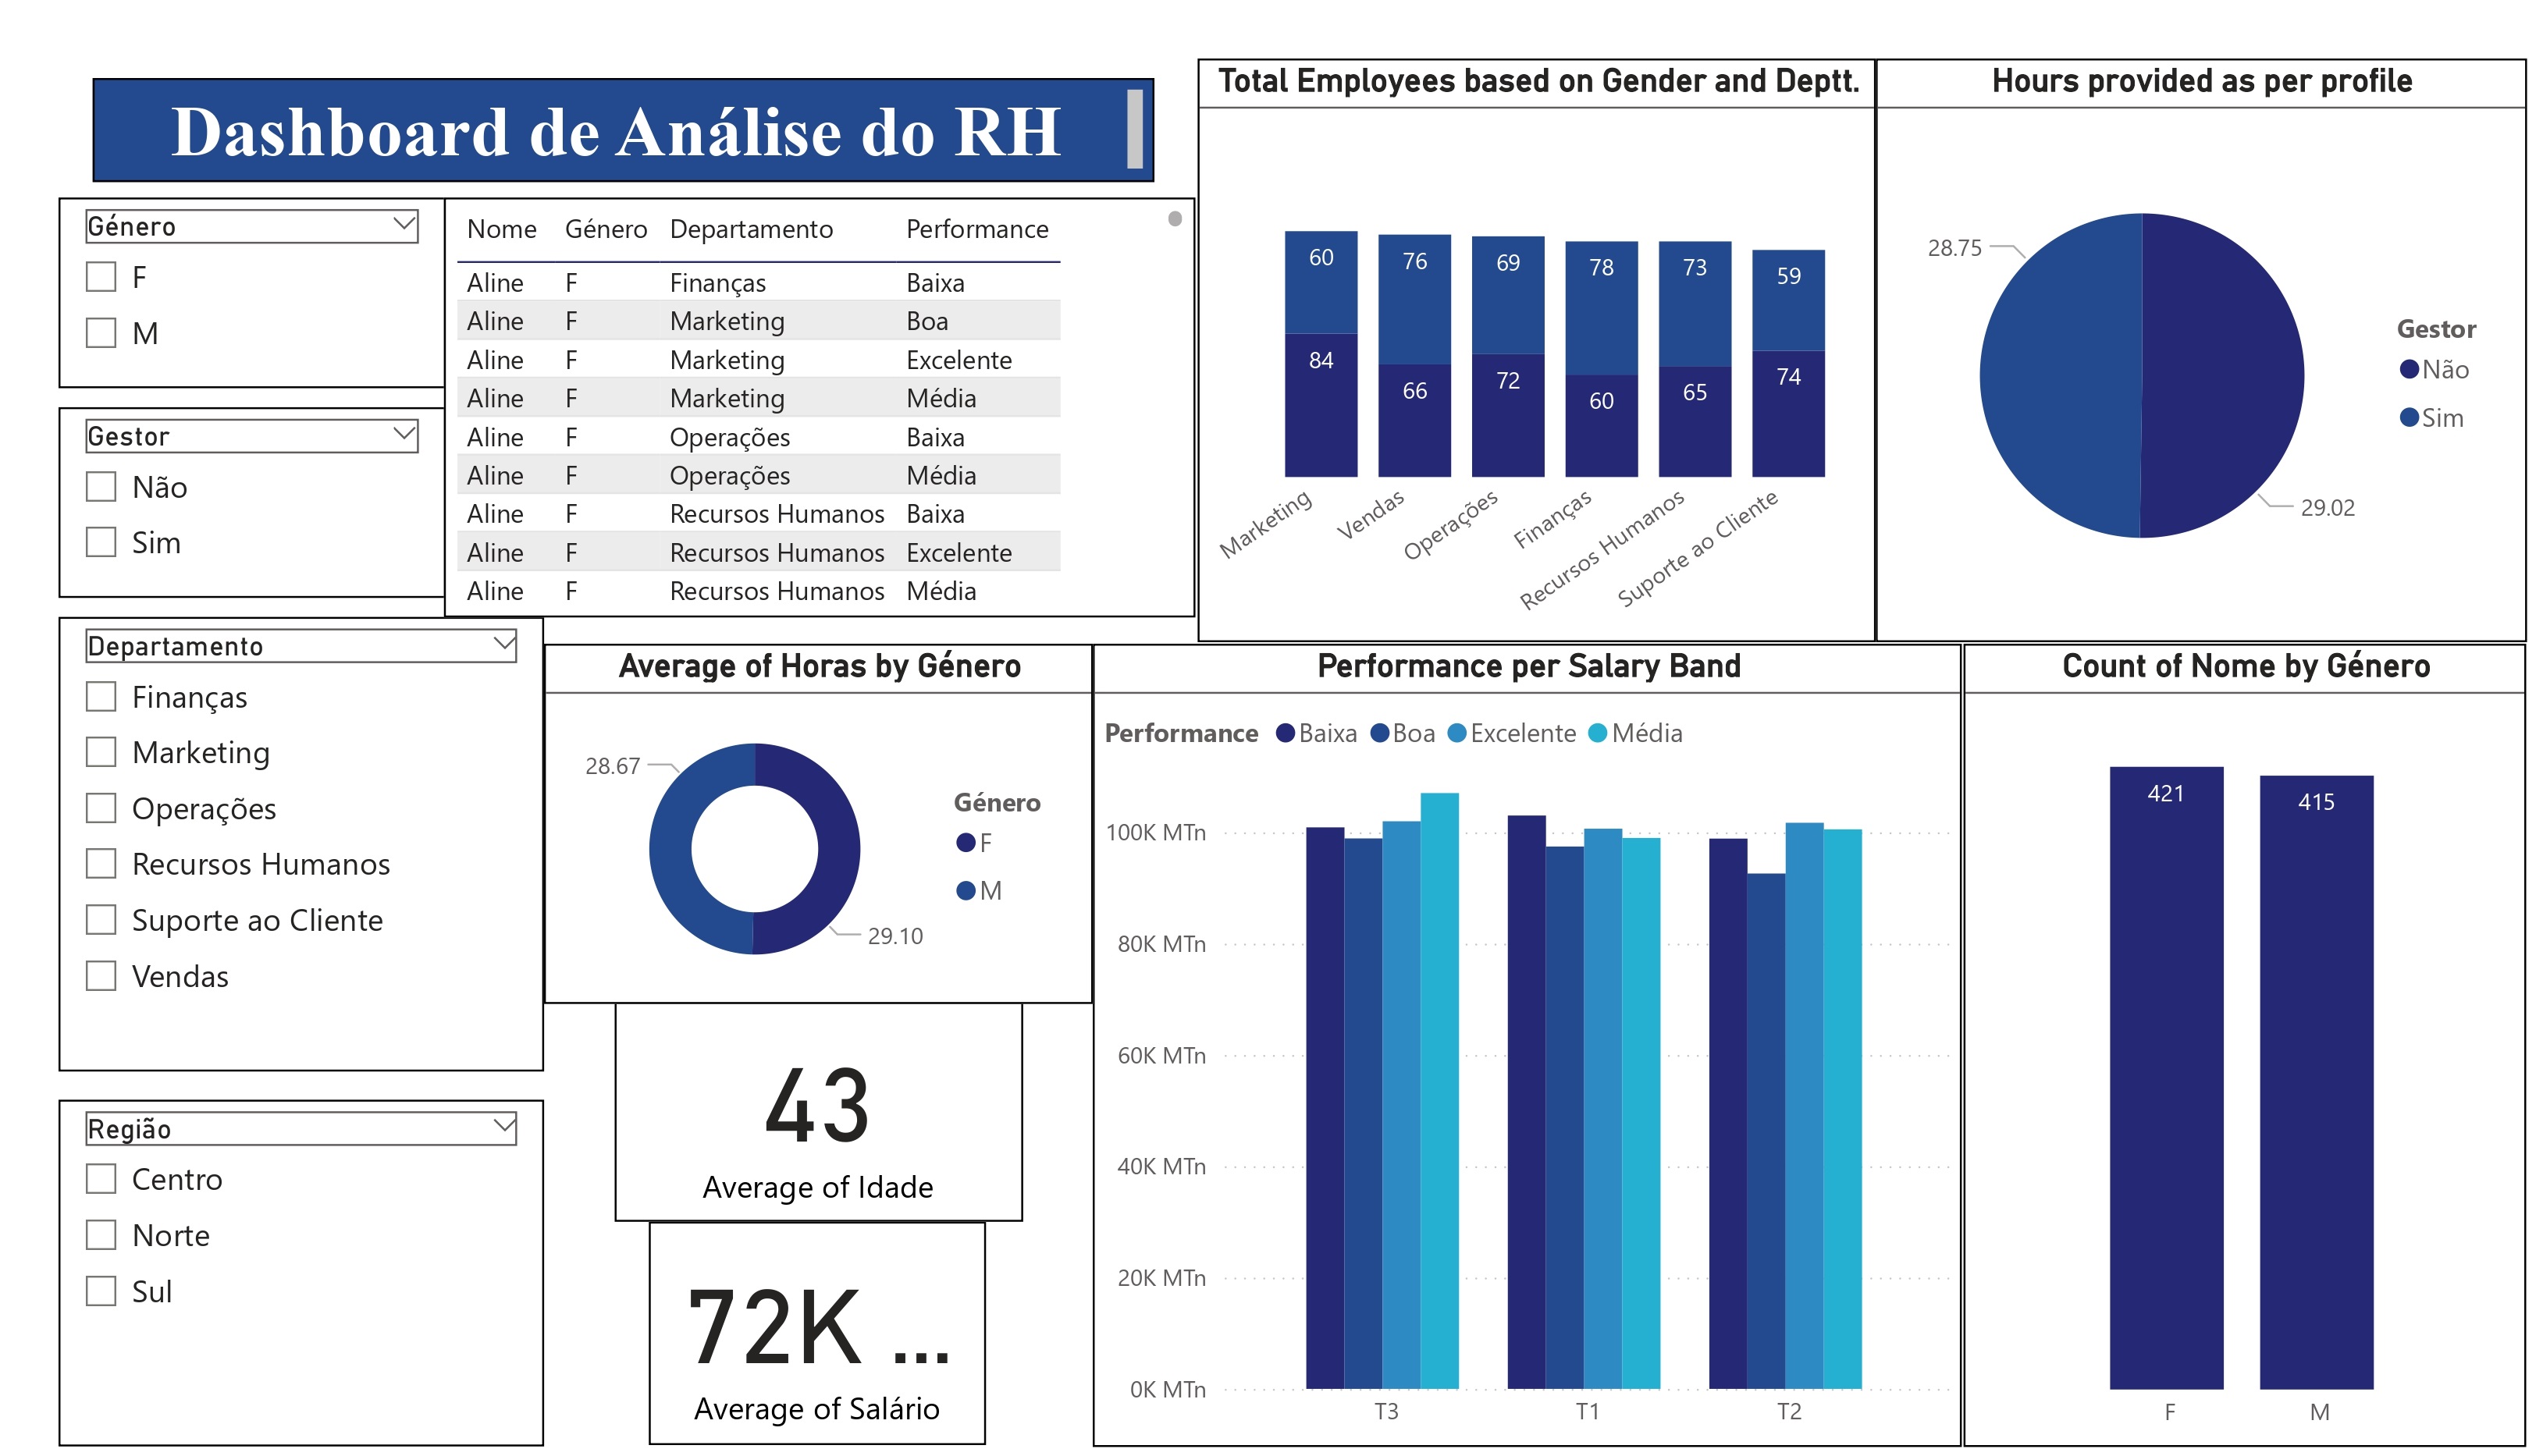 Dashboard de Análise do RH
Género
F
M
Gestor
Não
Sim
Nome Género Departamento Performance
Aline F Finanças Baixa
Aline F Marketing Boa
Aline F Marketing Excelente
Aline F Marketing Média
Aline F Operações Baixa
Aline F Operações Média
Aline F Recursos Humanos Baixa
Aline F Recursos Humanos Excelente
Aline F Recursos Humanos Média
Total Employees based on Gender and Deptt.
60 76 69 78 73 59
84 66 72 60 65 74
Marketing Vendas Operações Finanças Recursos Humanos Suporte ao Cliente
Hours provided as per profile
28.75
29.02
Gestor
Não
Sim
Departamento
Finanças
Marketing
Operações
Recursos Humanos
Suporte ao Cliente
Vendas
Região
Centro
Norte
Sul
Average of Horas by Género
28.67
29.10
Género
F
M
43
Average of Idade
72K ...
Average of Salário
Performance per Salary Band
Performance Baixa Boa Excelente Média
100K MTn
80K MTn
60K MTn
40K MTn
20K MTn
0K MTn
T3 T1 T2
Count of Nome by Género
421 415
F M